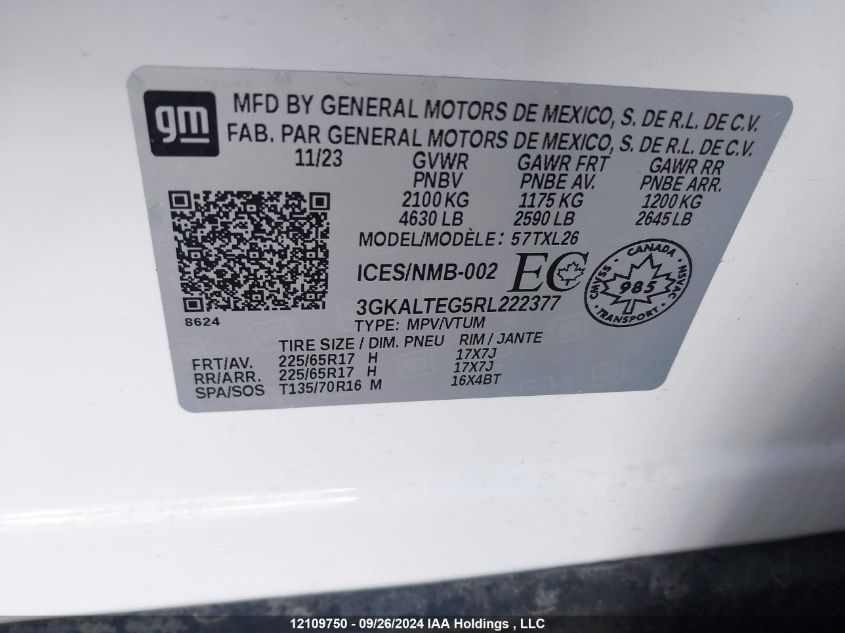 gm
MFD BY GENERAL MOTORS DE MEXICO, S. DE R.L. DE C.V.
FAB. PAR GENERAL MOTORS DE MEXICO, S. DE R.L. DE C.V.
11/23 GVWR GAWR FRT GAWR RR
PNBV PNBE AV. PNBE ARR.
2100 KG 1175 KG 1200 KG
4630 LB 2590 LB 2645 LB
MODEL/MODÈLE: 57TXL26
ICES/NMB-002 EC
CANADA
CMVSS 985 NSVAC
TRANSPORT
3GKALTEG5RL222377
8624
TYPE: MPV/VTUM
TIRE SIZE / DIM. PNEU RIM / JANTE
FRT/AV. 225/65R17 H 17X7J
RR/ARR. 225/65R17 H 17X7J
SPA/SOS T135/70R16 M 16X4BT
12109750 - 09/26/2024 IAA Holdings , LLC